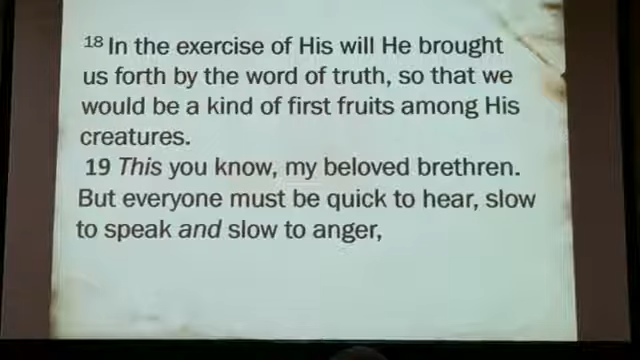 18 In the exercise of His will He brought
us forth by the word of truth, so that we
would be a kind of first fruits among His
creatures.
19 This you know, my beloved brethren.
But everyone must be quick to hear, slow
to speak and slow to anger,